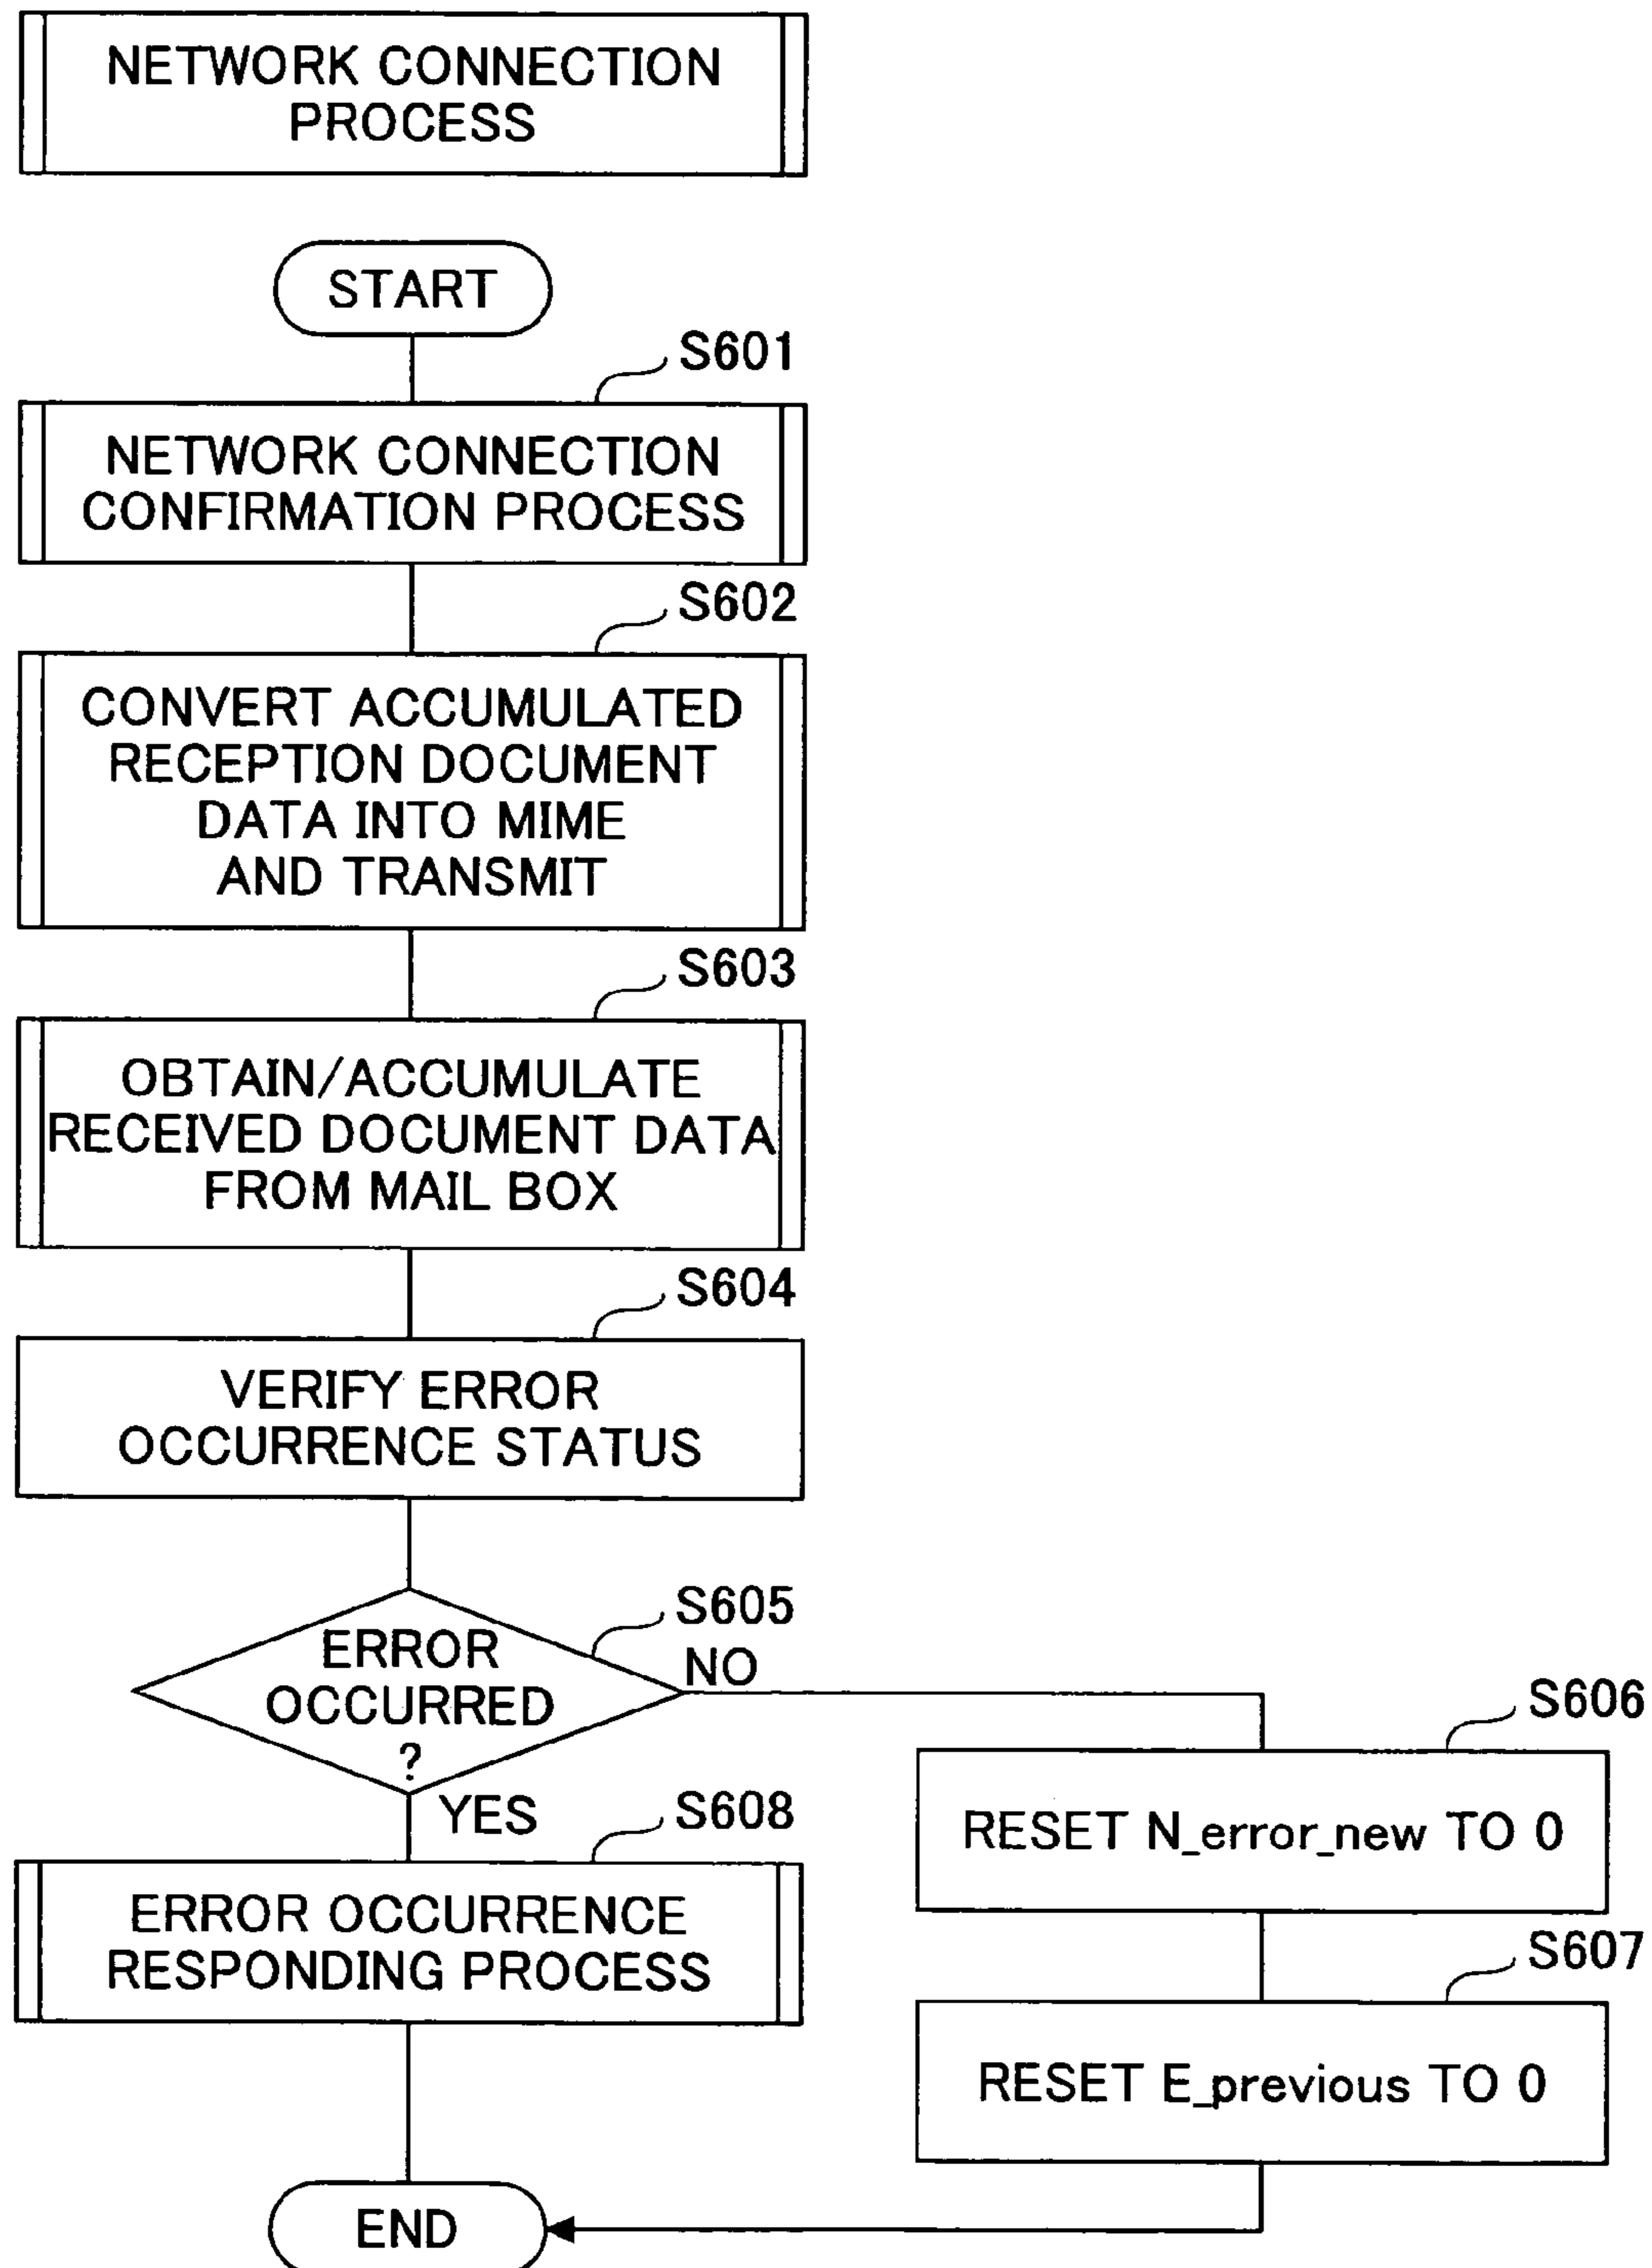 NETWORK CONNECTION
PROCESS
START
S601
NETWORK CONNECTION
CONFIRMATION PROCESS
S602
CONVERT ACCUMULATED
RECEPTION DOCUMENT
DATA INTO MIME
AND TRANSMIT
S603
OBTAIN/ACCUMULATE
RECEIVED DOCUMENT DATA
FROM MAIL BOX
S604
VERIFY ERROR
OCCURRENCE STATUS
S605
ERROR
OCCURRED
?
NO
YES
S606
RESET N_error_new TO 0
S607
RESET E_previous TO 0
S608
ERROR OCCURRENCE
RESPONDING PROCESS
END